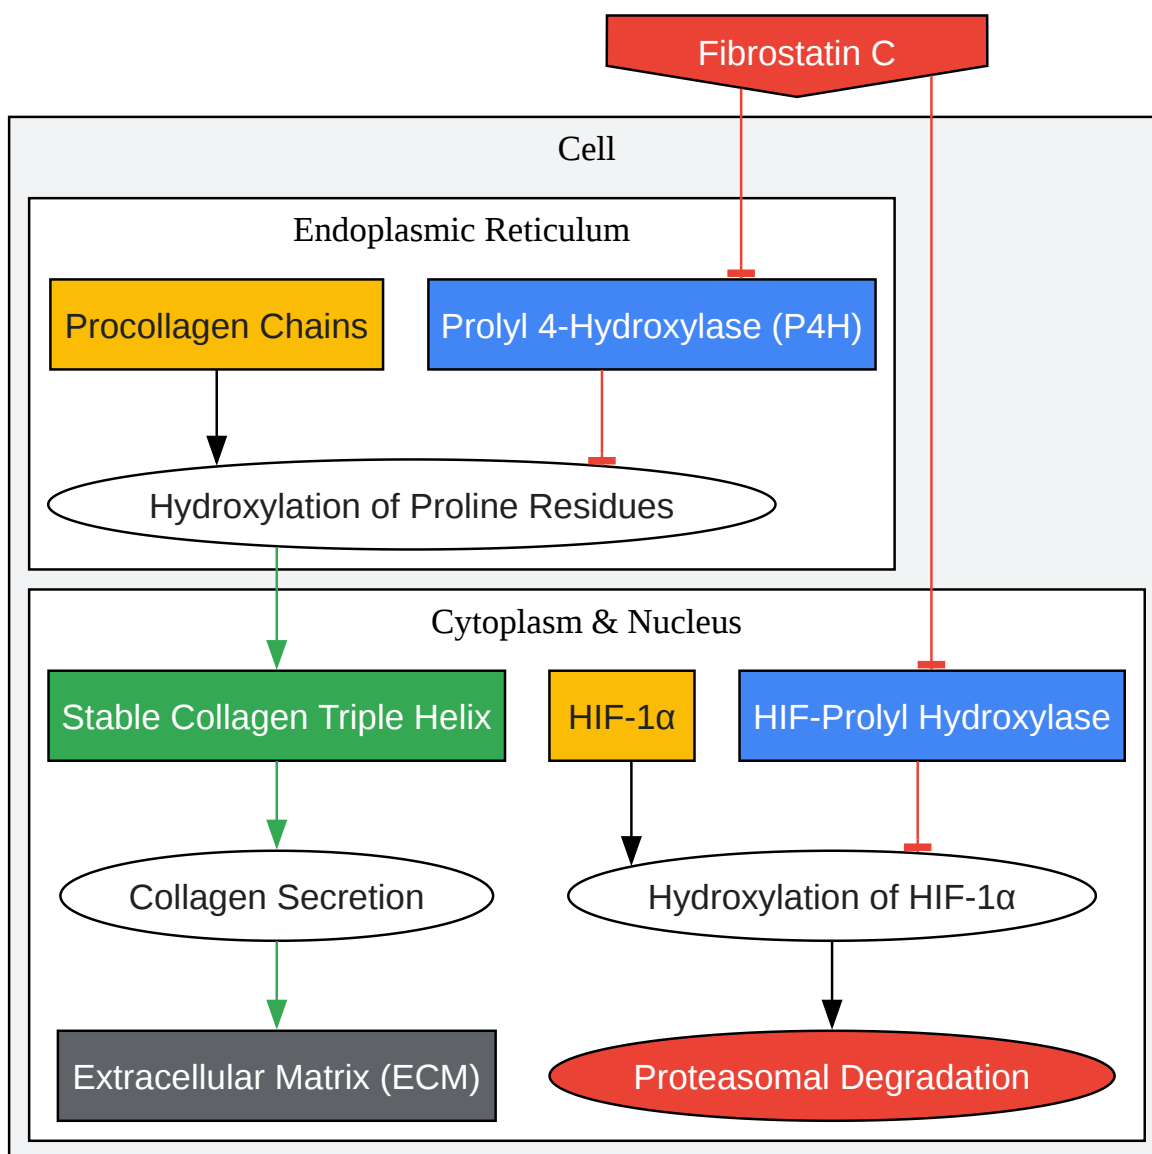 Fibrostatin C
Cell
Endoplasmic Reticulum
Procollagen Chains
Prolyl 4-Hydroxylase (P4H)
Hydroxylation of Proline Residues
Cytoplasm & Nucleus
Stable Collagen Triple Helix
HIF-1α
HIF-Prolyl Hydroxylase
Collagen Secretion
Hydroxylation of HIF-1α
Extracellular Matrix (ECM)
Proteasomal Degradation